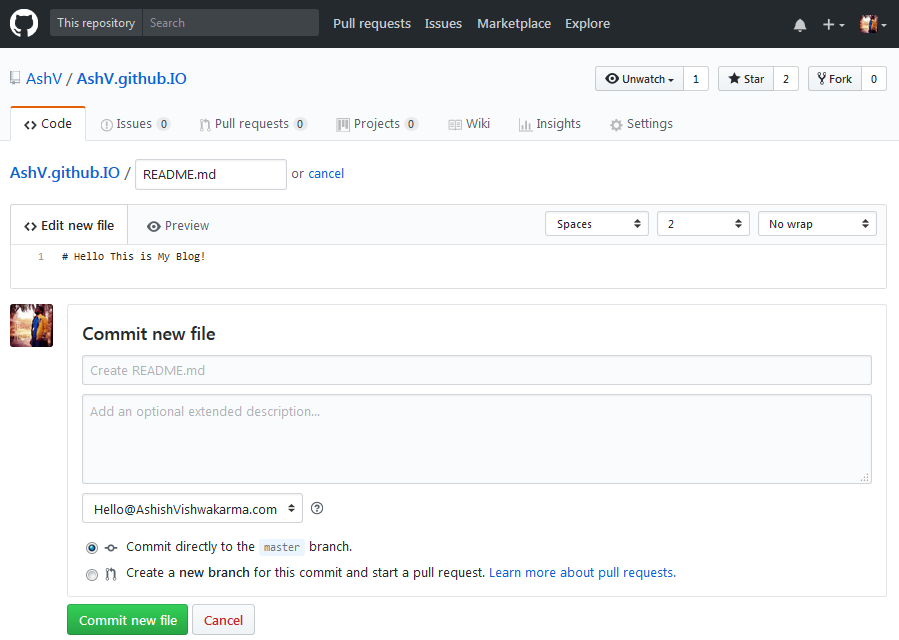 This repository Search Pull requests Issues Marketplace Explore
AshV / AshV.github.IO Unwatch 1 Star 2 Fork 0
Code Issues 0 Pull requests 0 Projects 0 Wiki Insights Settings
AshV.github.IO / README.md or cancel
Edit new file Preview Spaces 2 No wrap
1 # Hello This is My Blog!
Commit new file
Create README.md
Add an optional extended description...
Hello@AshishVishwakarma.com
Commit directly to the master branch.
Create a new branch for this commit and start a pull request. Learn more about pull requests.
Commit new file Cancel